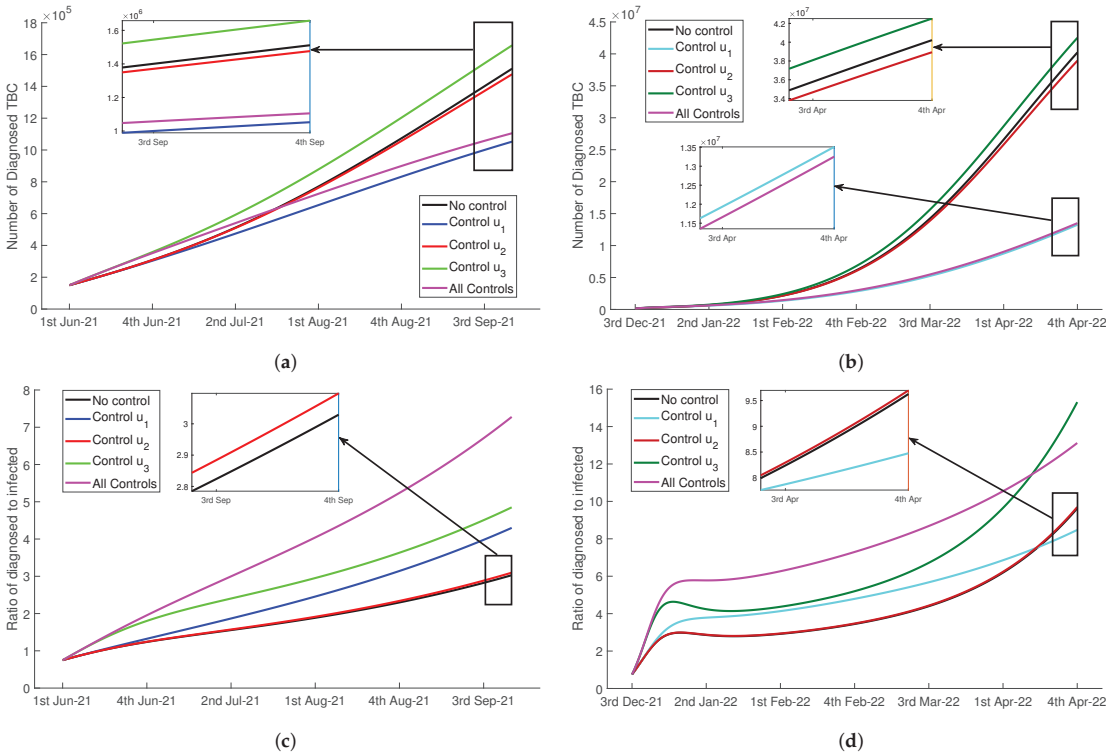 Number of Diagnosed TBC
18 ×10⁵
16
14
12
10
8
6
4
2
0
1st Jun-21 4th Jun-21 2nd Jul-21 1st Aug-21 4th Aug-21 3rd Sep-21
×10⁶
1.6
1.4
1.2
1
3rd Sep 4th Sep
No control
Control u₁
Control u₂
Control u₃
All Controls
(a)
Number of Diagnosed TBC
4.5 ×10⁷
4
3.5
3
2.5
2
1.5
1
0.5
0
3rd Dec-21 2nd Jan-22 1st Feb-22 4th Feb-22 3rd Mar-22 1st Apr-22 4th Apr-22
No control
Control u₁
Control u₂
Control u₃
All Controls
×10⁷
4.2
4
3.8
3.6
3.4
3rd Apr 4th Apr
×10⁷
1.35
1.3
1.25
1.2
1.15
3rd Apr 4th Apr
(b)
Ratio of diagnosed to infected
8
7
6
5
4
3
2
1
0
1st Jun-21 4th Jun-21 2nd Jul-21 1st Aug-21 4th Aug-21 3rd Sep-21
No control
Control u₁
Control u₂
Control u₃
All Controls
3
2.9
2.8
3rd Sep 4th Sep
(c)
Ratio of diagnosed to infected
16
14
12
10
8
6
4
2
0
3rd Dec-21 2nd Jan-22 1st Feb-22 4th Feb-22 3rd Mar-22 1st Apr-22 4th Apr-22
No control
Control u₁
Control u₂
Control u₃
All Controls
9.5
9
8.5
8
3rd Apr 4th Apr
(d)